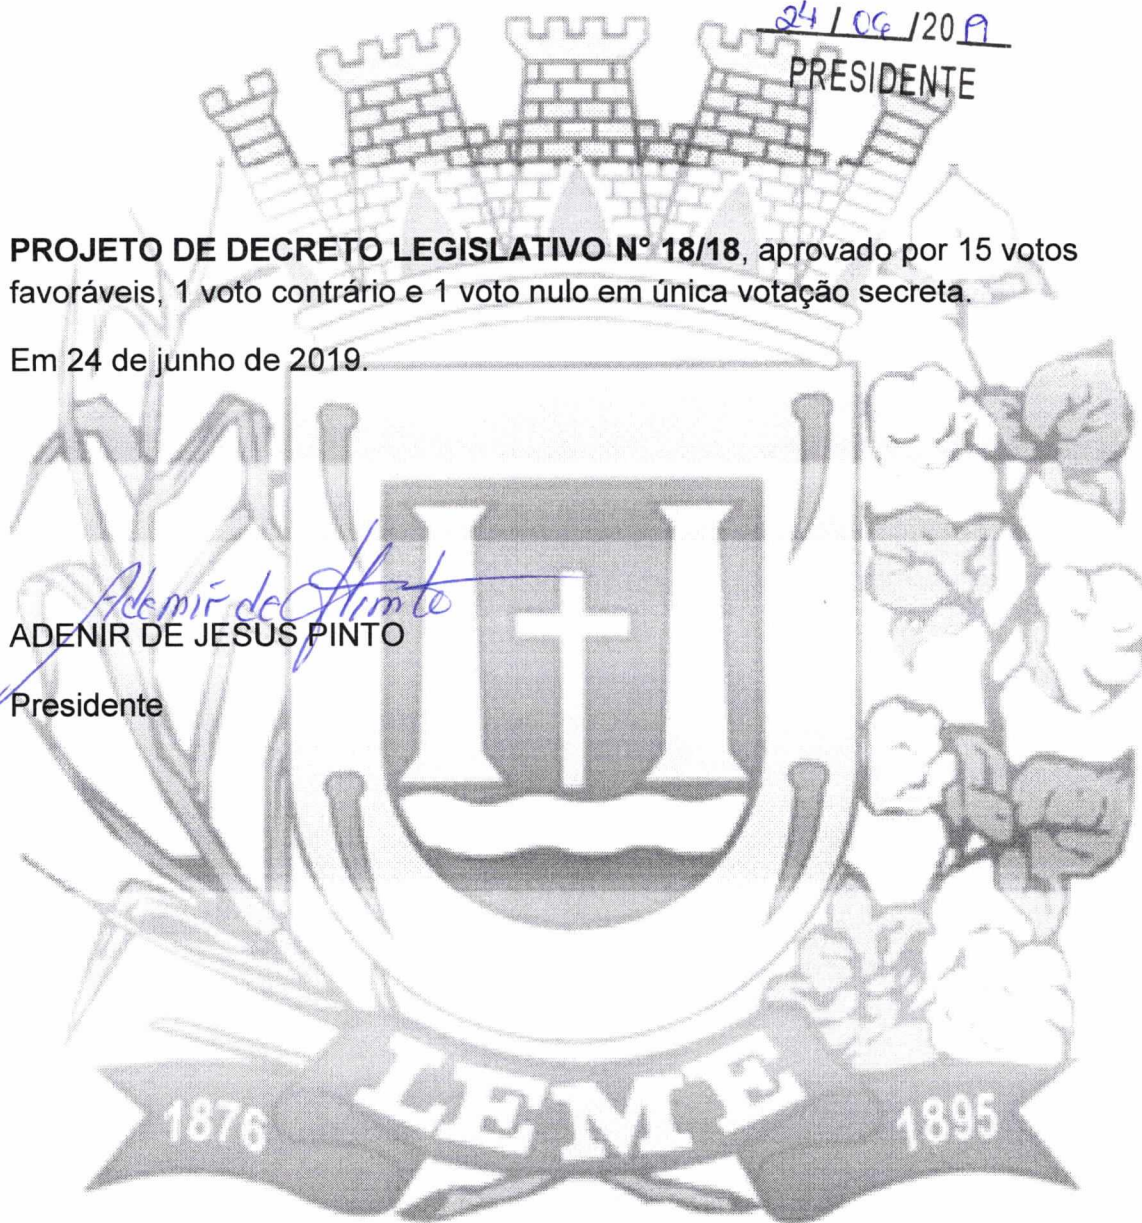 24 / 06 /2019
PRESIDENTE
PROJETO DE DECRETO LEGISLATIVO N° 18/18, aprovado por 15 votos
favoráveis, 1 voto contrário e 1 voto nulo em única votação secreta.
Em 24 de junho de 2019.
Ademir de
ADENIR DE JESUS PINTO
Presidente
1876 LEME 1895